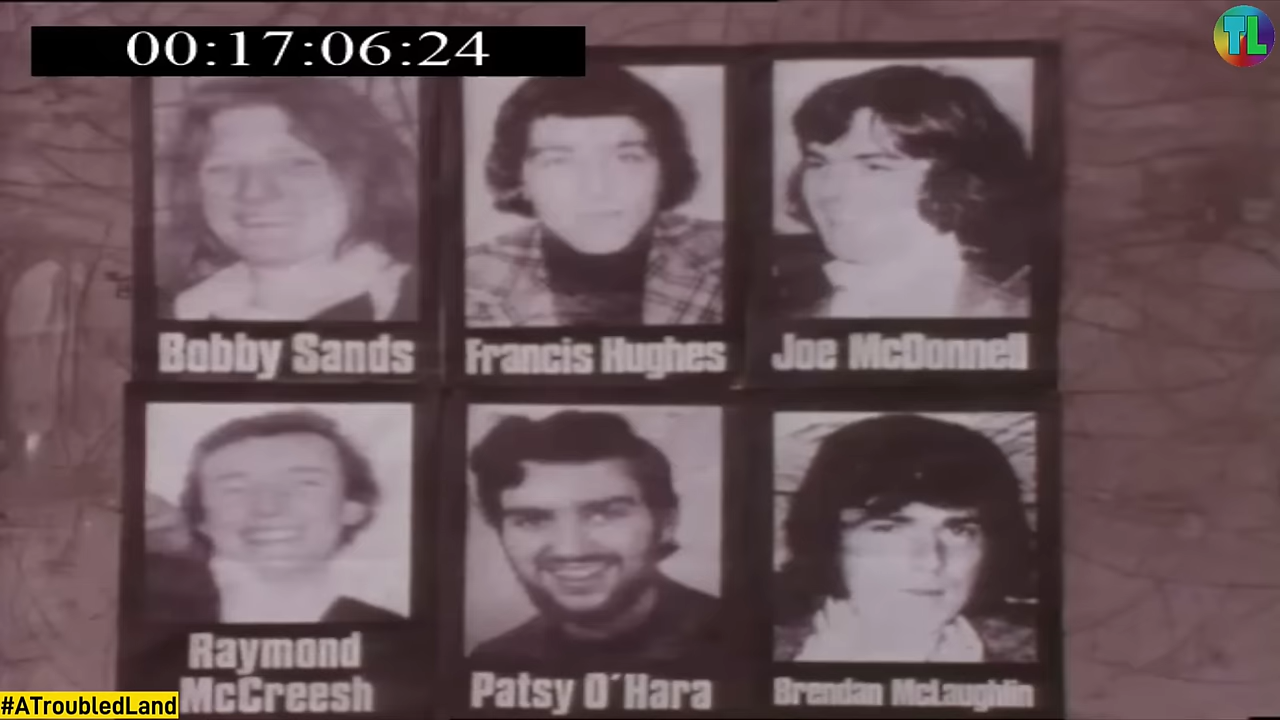 00:17:06:24
TL
Bobby Sands
Francis Hughes
Joe McDonnell
Raymond
McCreesh
Patsy O'Hara
Brendan McLaughlin
#ATroubledLand